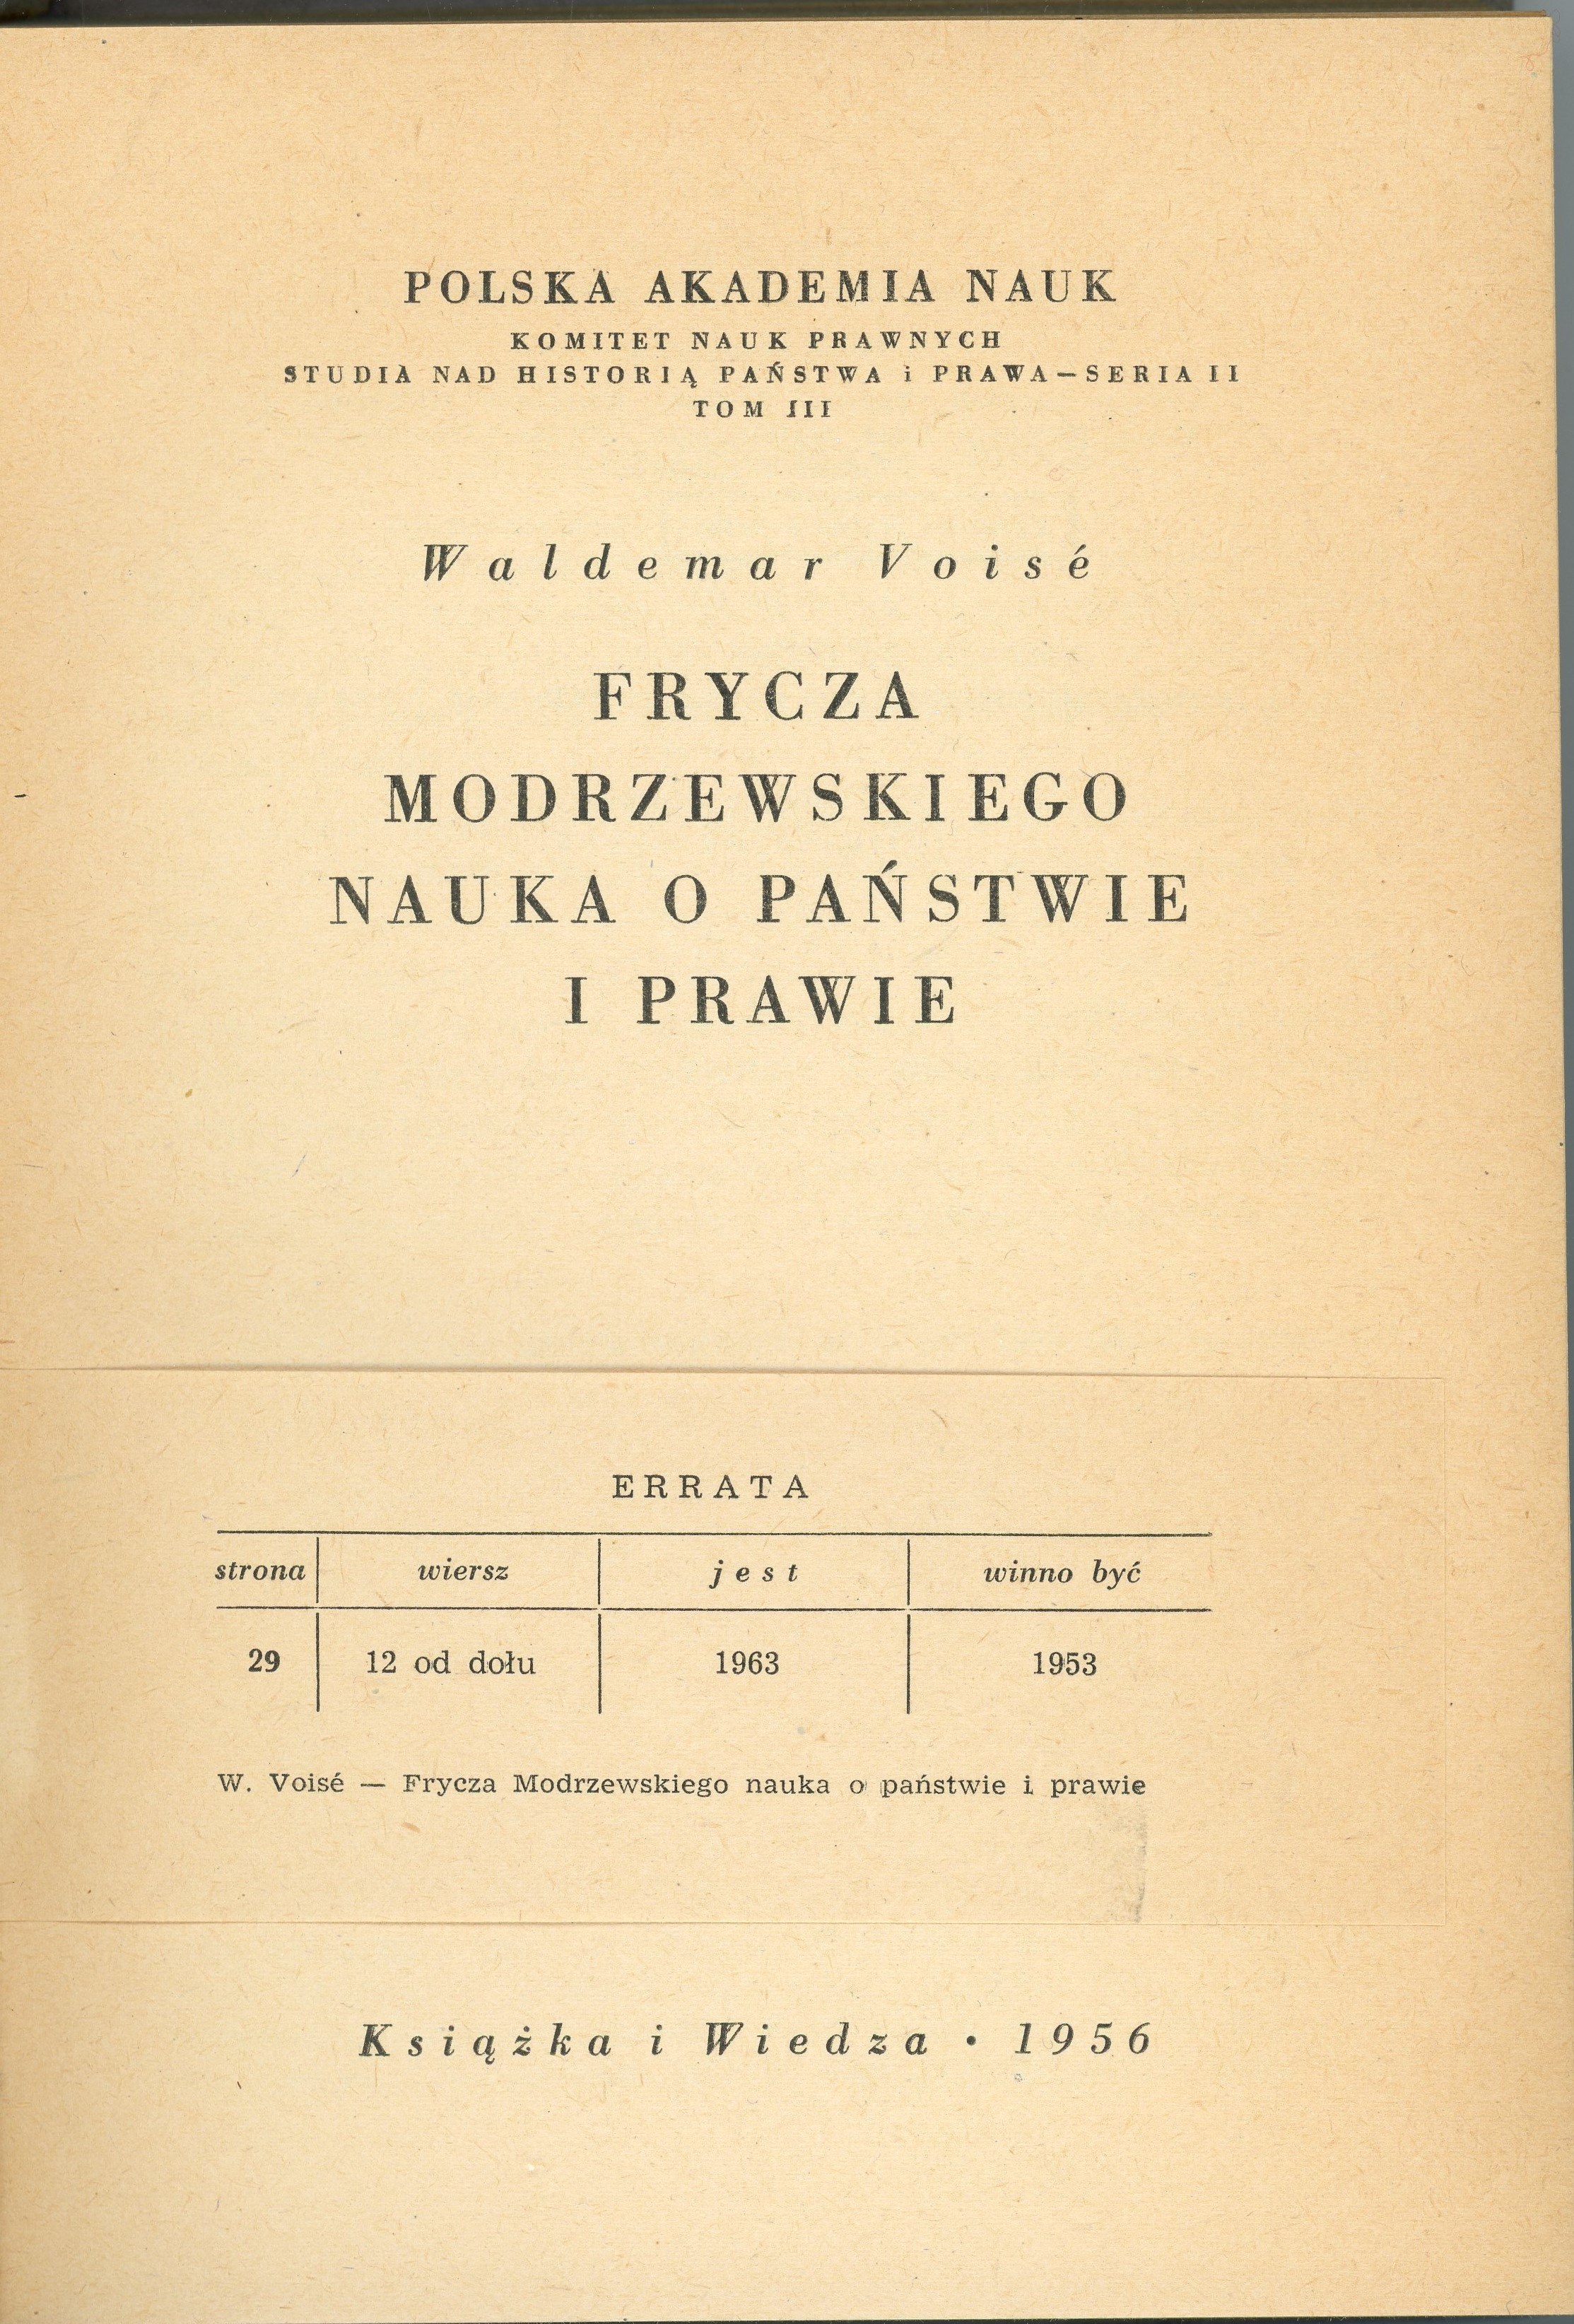 POLSKA AKADEMIA NAUK
KOMITET NAUK PRAWNYCH
STUDIA NAD HISTORIĄ PAŃSTWA i PRAWA — SERIA II
TOM III
Waldemar Voisé
FRYCZA
MODRZEWSKIEGO
NAUKA O PAŃSTWIE
I PRAWIE
ERRATA
strona wiersz jest winno być
29 12 od dołu 1963 1953
W. Voisé — Frycza Modrzewskiego nauka o państwie i prawie
Książka i Wiedza • 1956